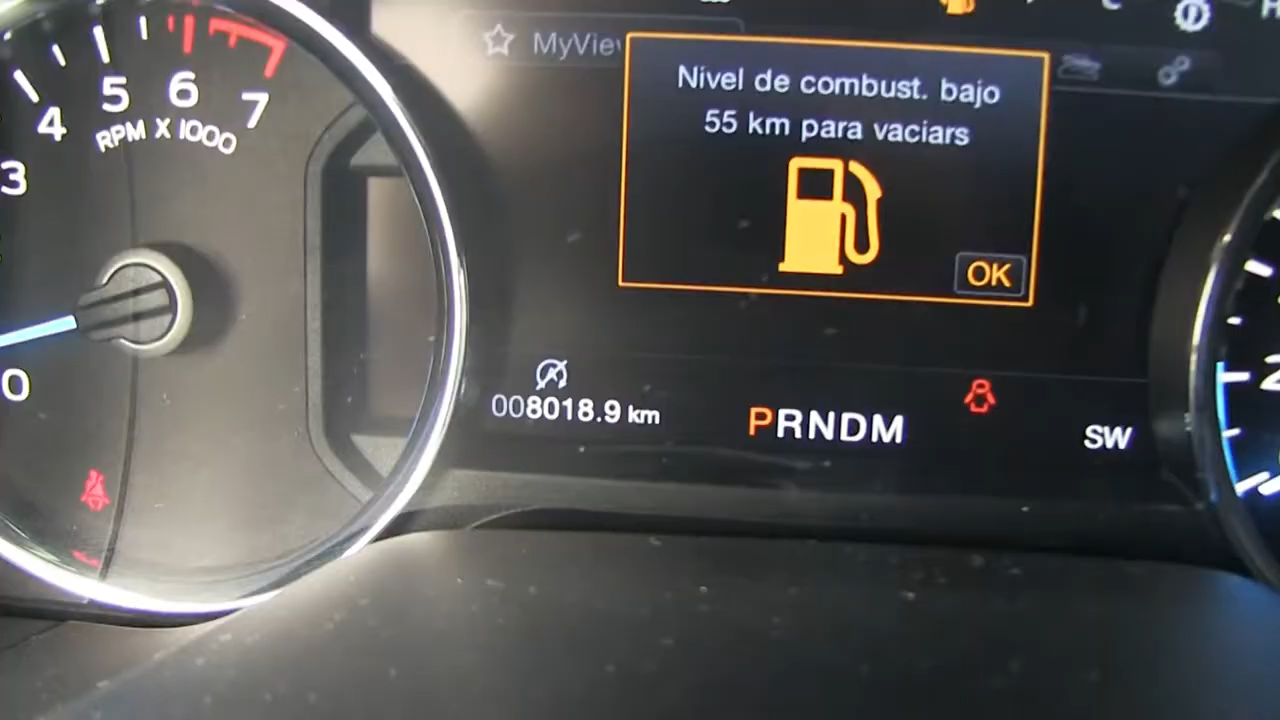 MyVie
Nivel de combust. bajo
55 km para vaciars
OK
3
4
5
6
7
RPM X 1000
0
008018.9 km
PRNDM
SW